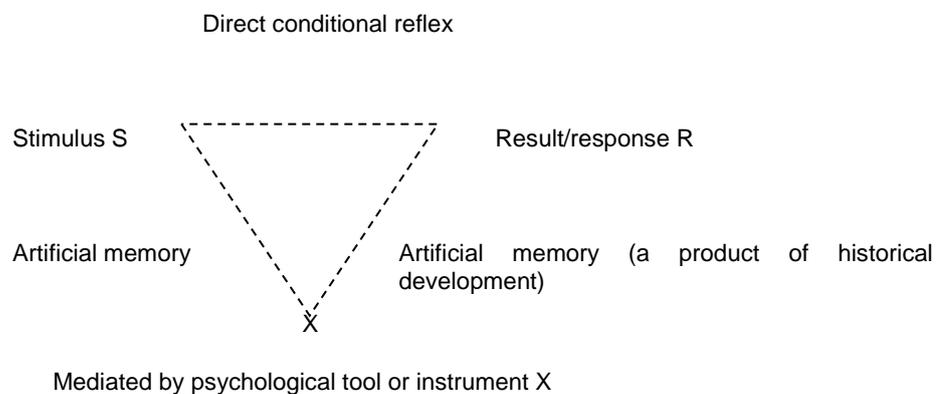 Direct conditional reflex
Stimulus S
Result/response R
Artificial memory
Artificial memory (a product of historical
development)
X
Mediated by psychological tool or instrument X